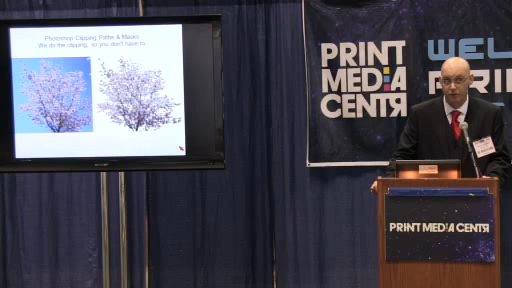 Photoshop Clipping Paths & Masks
We do the clipping, so you don't have to
PRINT
MEDIA
CENTR
WEL
PRINT MEDIA CENTR